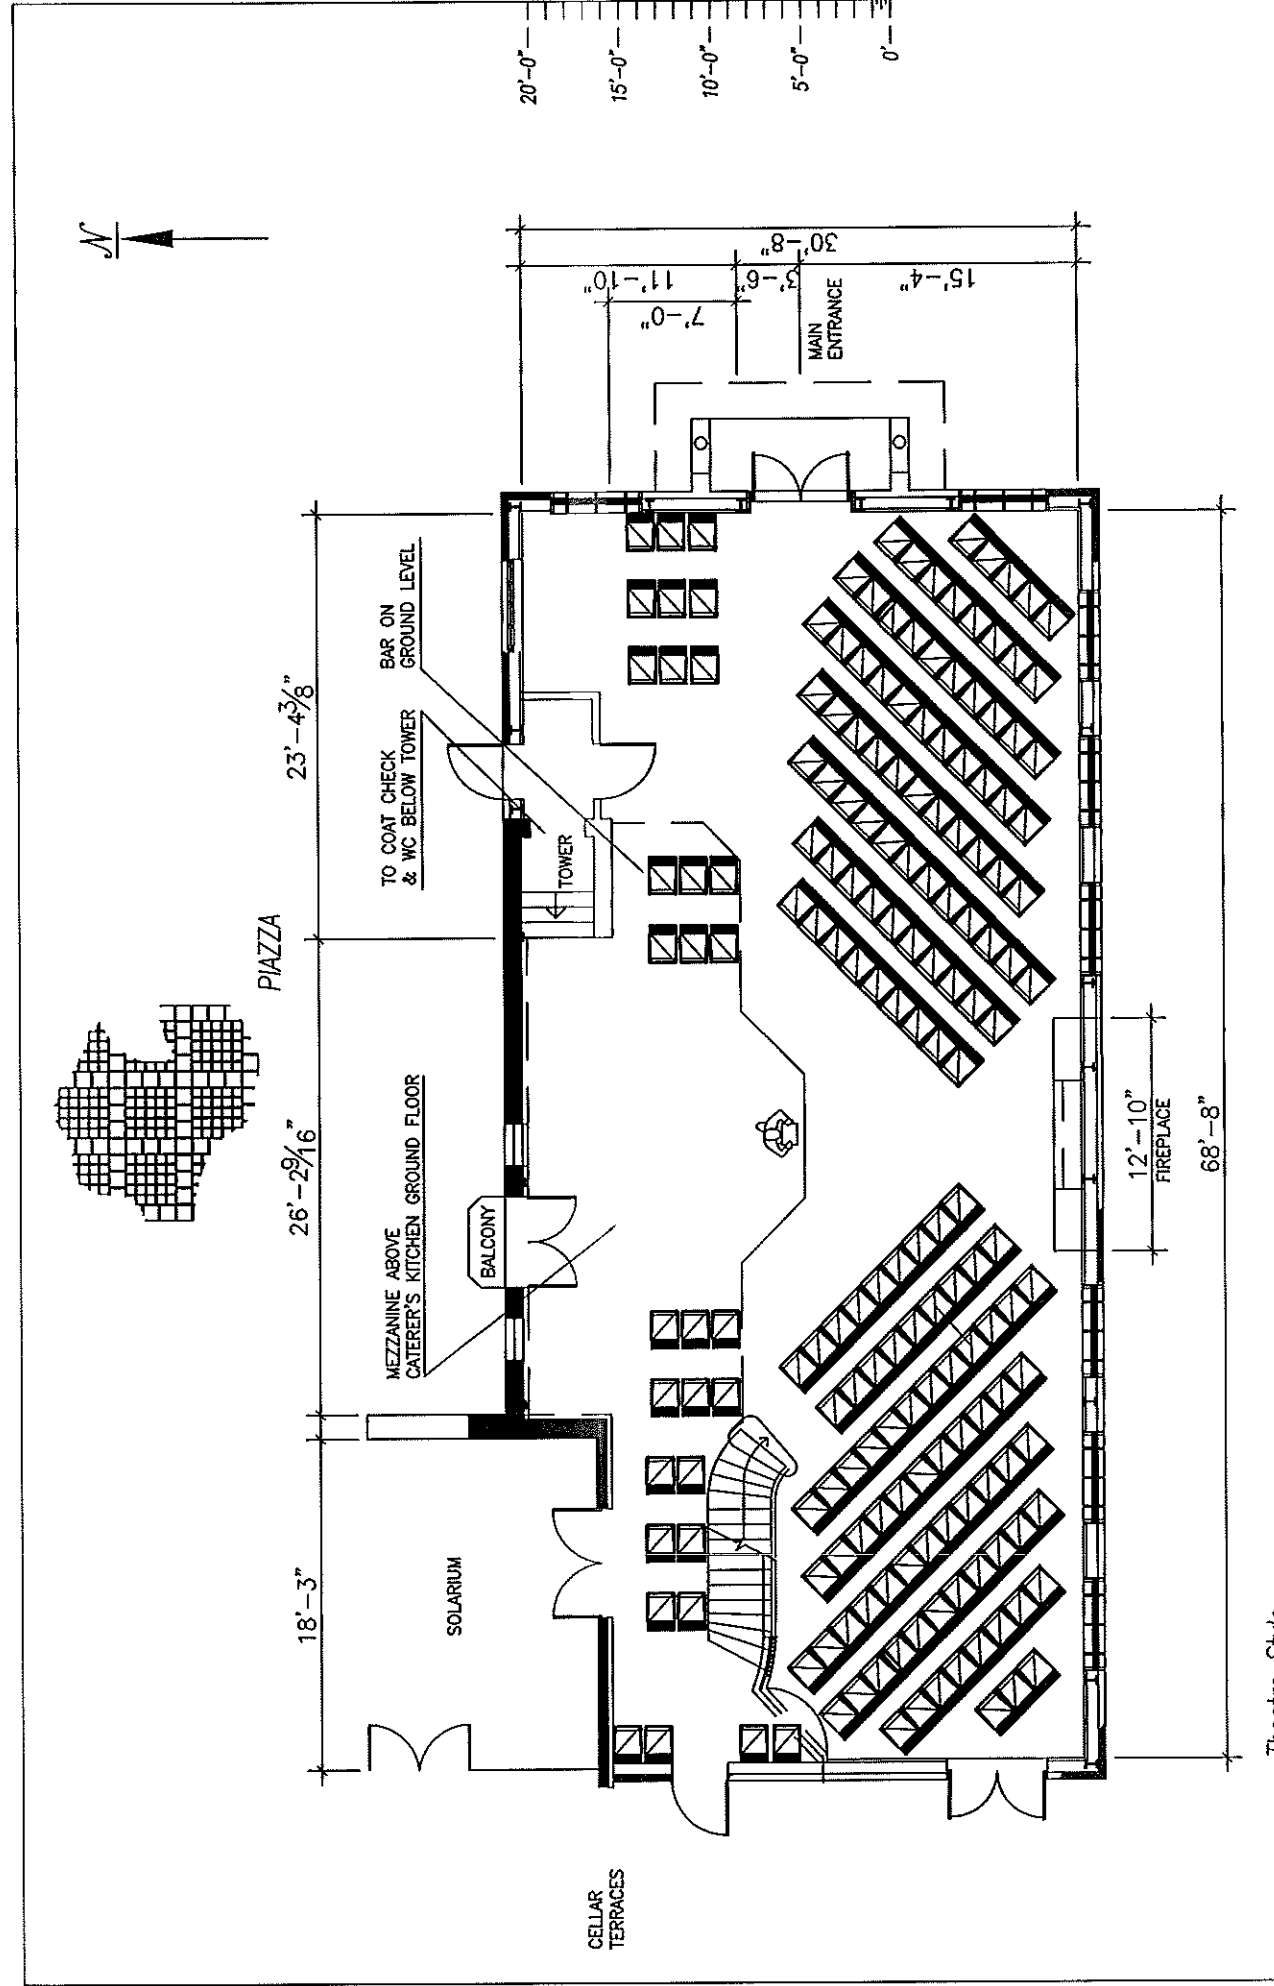 N
PIAZZA
23'-4 3/8"
26'-2 9/16"
18'-3"
TO COAT CHECK
& WC BELOW TOWER
BAR ON
GROUND LEVEL
MEZZANINE ABOVE
CATERER'S KITCHEN GROUND FLOOR
BALCONY
TOWER
SOLARIUM
CELLAR
TERRACES
MAIN
ENTRANCE
30'-8"
11'-10"
3'-6"
15'-4"
7'-0"
12'-10"
FIREPLACE
68'-8"
20'-0"
15'-0"
10'-0"
5'-0"
0'